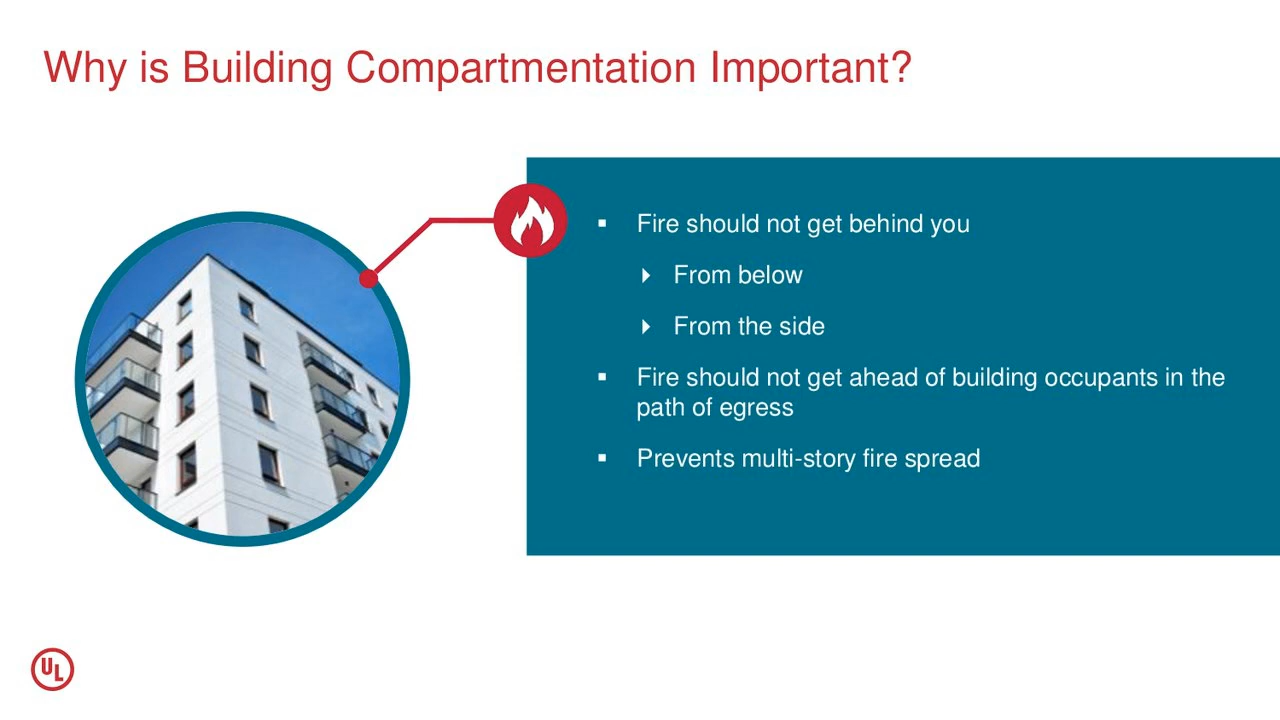 Why is Building Compartmentation Important?
▪ Fire should not get behind you
From below
From the side
▪ Fire should not get ahead of building occupants in the
path of egress
▪ Prevents multi-story fire spread
UL